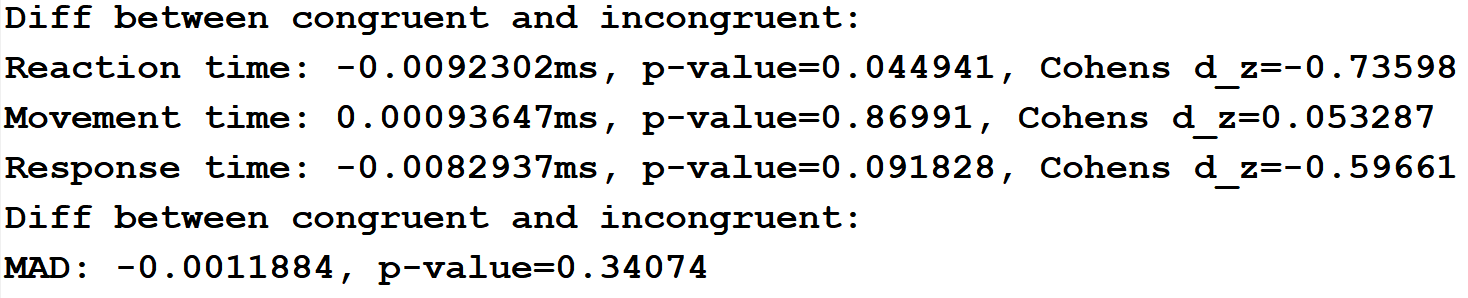 Diff between congruent and incongruent:
Reaction time: -0.0092302ms, p-value=0.044941, Cohens d_z=-0.73598
Movement time: 0.00093647ms, p-value=0.86991, Cohens d_z=0.053287
Response time: -0.0082937ms, p-value=0.091828, Cohens d_z=-0.59661
Diff between congruent and incongruent:
MAD: -0.0011884, p-value=0.34074